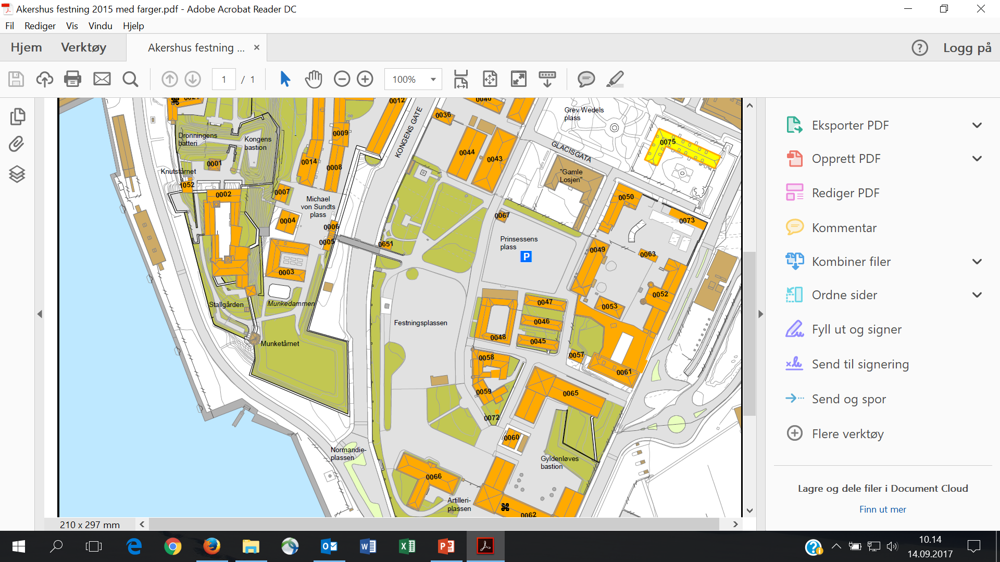 Akershus festning 2015 med farger.pdf - Adobe Acrobat Reader DC
Fil Rediger Vis Vindu Hjelp
Hjem Verktøy Akershus festning ... × ? Logg på
1 / 1 100%
0012
KONGENS GATE
0036
0040
Grev Wedels
plass
Dronningens
batteri
Kongens
bastion
0009
0075
GLACISGATA
0001
0014
0008
0044
0043
Knutstårnet
"Gamle
Losjen"
1052
0002
0007
Michael
von Sundts
plass
0050
0067
0073
0004
0006
0005
0651
Prinsessens
plass
P
0049
0063
0003
Stallgården
Munkedammen
0047
0053
0052
Festningsplassen
0046
0048
0045
Munketårnet
0058
0057
0061
0059
0065
0072
0060
Normandie-
plassen
Gyldenløves
bastion
0066
Artilleri-
plassen
0062
210 x 297 mm
Eksporter PDF
Opprett PDF
Rediger PDF
Kommentar
Kombiner filer
Ordne sider
Fyll ut og signer
Send til signering
Send og spor
Flere verktøy
Lagre og dele filer i Document Cloud
Finn ut mer
10.14
14.09.2017